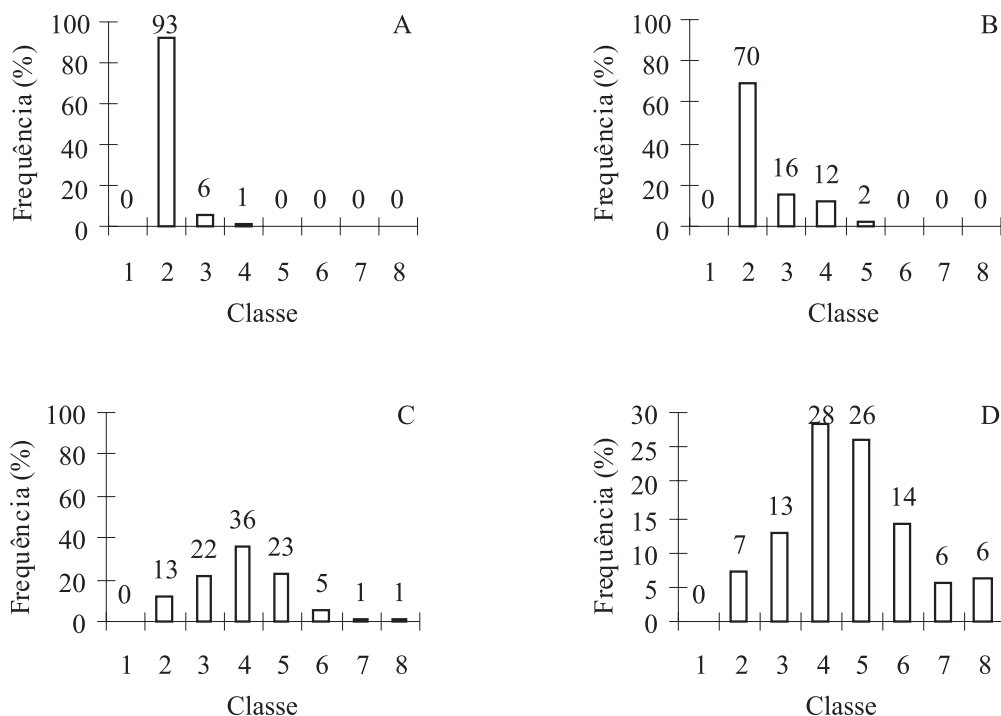 A
Frequência (%)
100
80
60
40
20
0
0 93 6 1 0 0 0 0
1 2 3 4 5 6 7 8
Classe
B
Frequência (%)
100
80
60
40
20
0
0 70 16 12 2 0 0 0
1 2 3 4 5 6 7 8
Classe
C
Frequência (%)
100
80
60
40
20
0
0 13 22 36 23 5 1 1
1 2 3 4 5 6 7 8
Classe
D
Frequência (%)
30
25
20
15
10
5
0
0 7 13 28 26 14 6 6
1 2 3 4 5 6 7 8
Classe